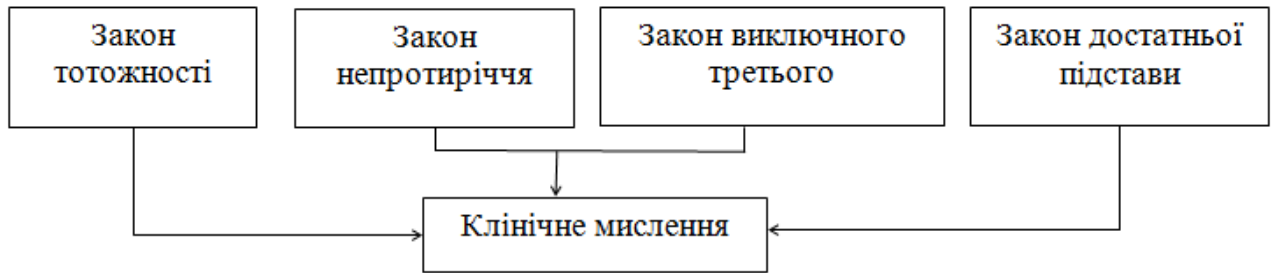 Закон
тотожності
Закон
непротиріччя
Закон виключного
третього
Закон достатньої
підстави
Клінічне мислення